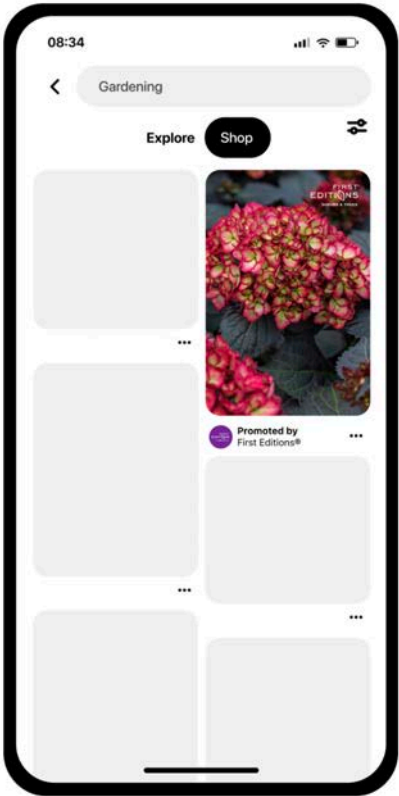 08:34
Gardening
Explore
Shop
FIRST
EDITIONS
Promoted by
First Editions®